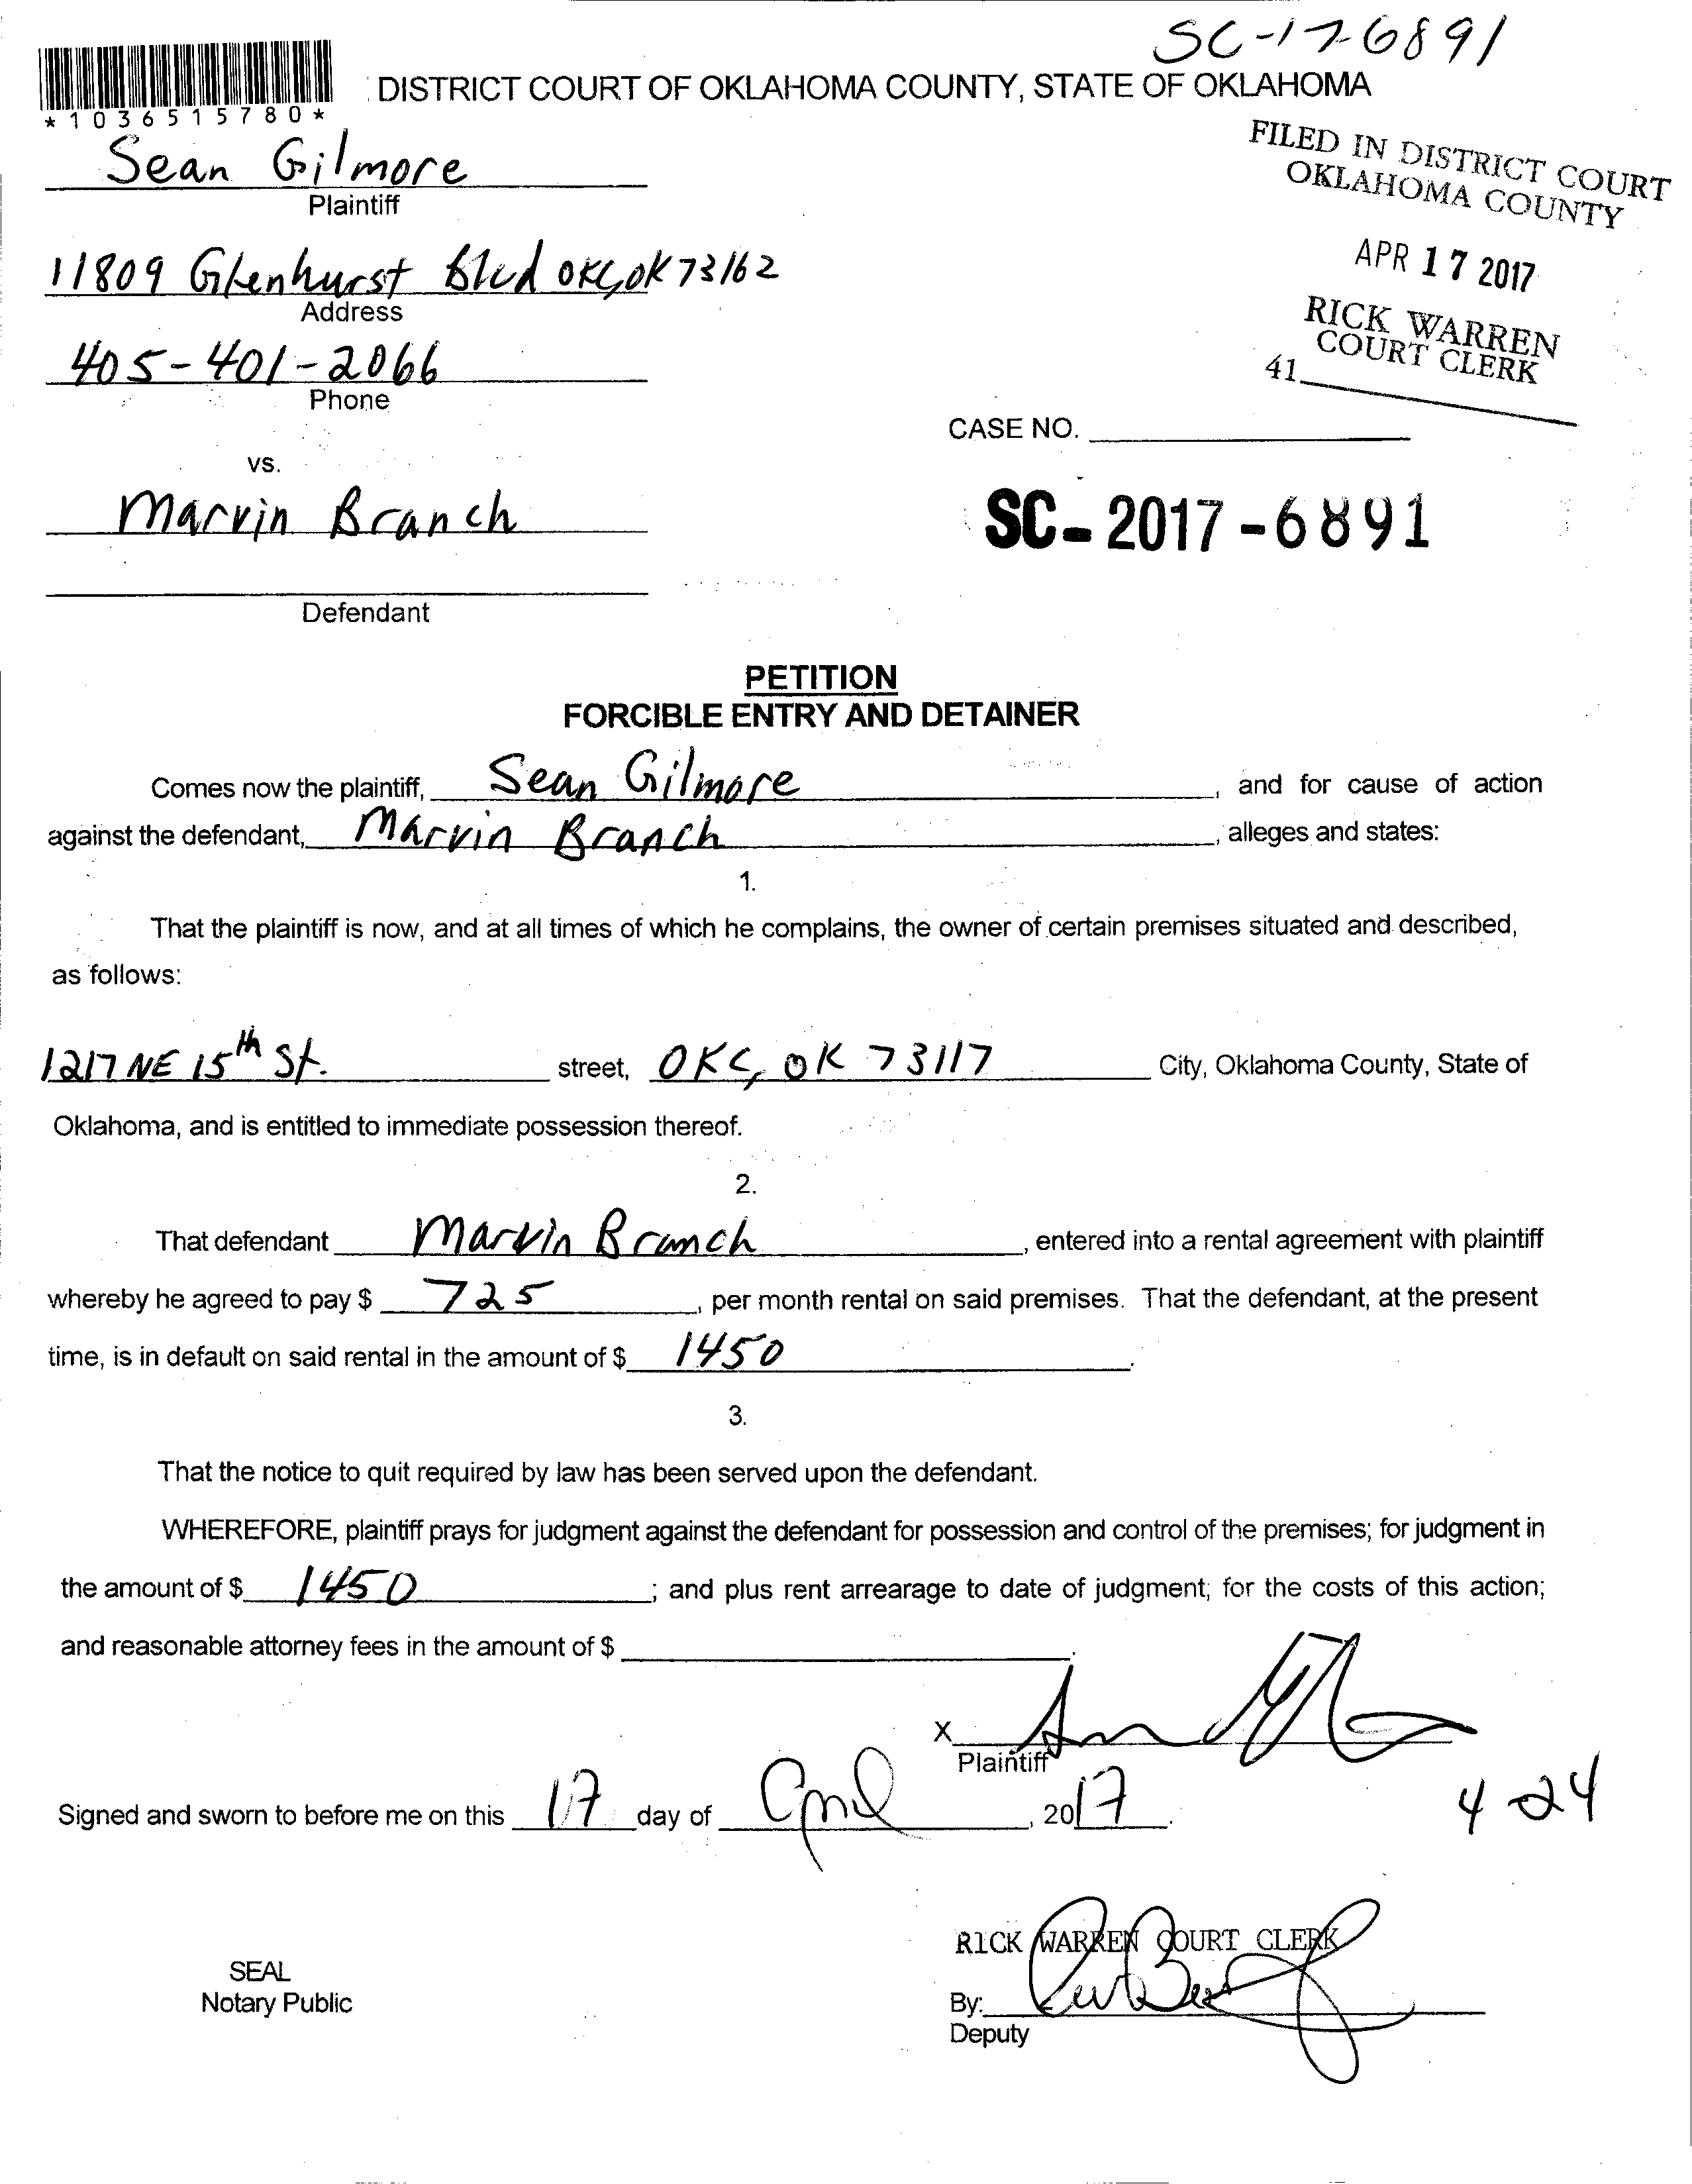 SC-17-6891
DISTRICT COURT OF OKLAHOMA COUNTY, STATE OF OKLAHOMA
*1036515780*
FILED IN DISTRICT COURT
OKLAHOMA COUNTY
Sean Gilmore
Plaintiff
APR 17 2017
11809 Glenhurst Blvd OKC, OK 73162
Address
RICK WARREN
COURT CLERK
41
405-401-2066
Phone
CASE NO.
vs.
Marvin Branch
SC-2017-6891
Defendant
PETITION
FORCIBLE ENTRY AND DETAINER
Comes now the plaintiff, Sean Gilmore, and for cause of action
against the defendant, Marvin Branch, alleges and states:
1.
That the plaintiff is now, and at all times of which he complains, the owner of certain premises situated and described,
as follows:
1217 NE 15th St. street, OKC, OK 73117 City, Oklahoma County, State of
Oklahoma, and is entitled to immediate possession thereof.
2.
That defendant Marvin Branch, entered into a rental agreement with plaintiff
whereby he agreed to pay $ 725, per month rental on said premises. That the defendant, at the present
time, is in default on said rental in the amount of $ 1450.
3.
That the notice to quit required by law has been served upon the defendant.
WHEREFORE, plaintiff prays for judgment against the defendant for possession and control of the premises; for judgment in
the amount of $ 1450; and plus rent arrearage to date of judgment; for the costs of this action;
and reasonable attorney fees in the amount of $ .
X
Plaintiff
Signed and sworn to before me on this 17 day of April, 2017.
4-24
RICK WARREN COURT CLERK
SEAL
Notary Public
By:
Deputy